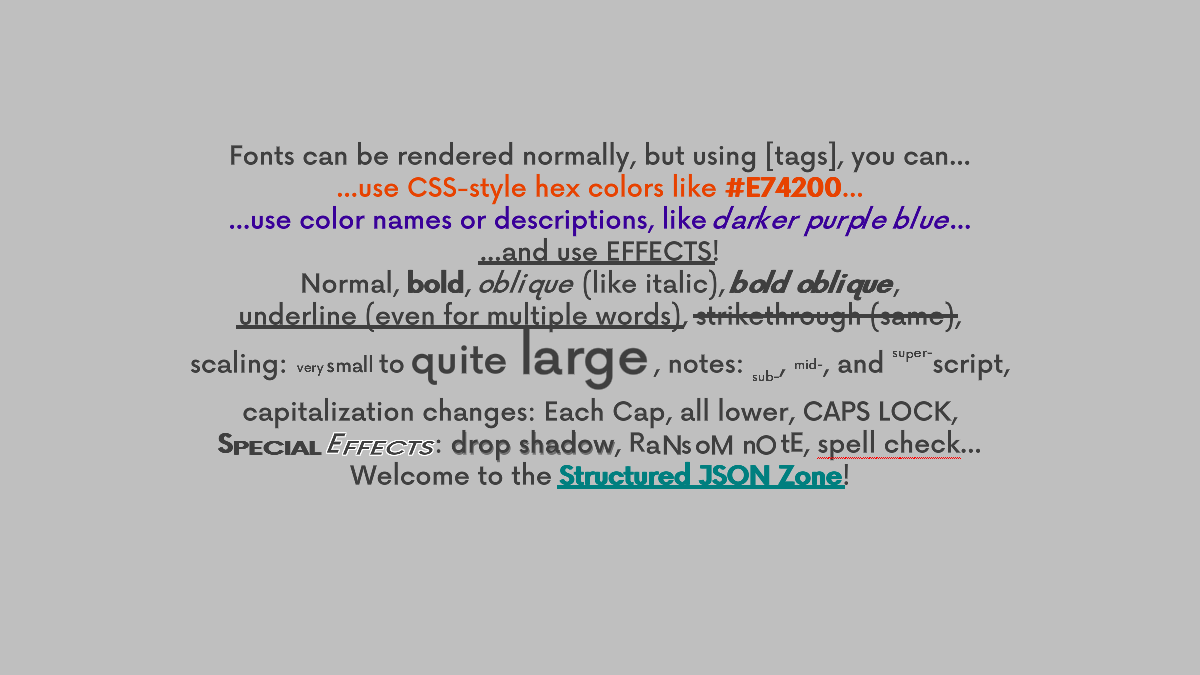 Fonts can be rendered normally, but using [tags], you can...
...use CSS-style hex colors like #E74200...
...use color names or descriptions, like darker purple blue...
...and use EFFECTS!
Normal, bold, oblique (like italic), bold oblique,
underline (even for multiple words), strikethrough (same),
scaling: very small to quite large , notes: sub-, mid-, and super-script,
capitalization changes: Each Cap, all lower, CAPS LOCK,
SPECIAL EFFECTS: drop shadow, RaNsoM nOtE, spell check...
Welcome to the Structured JSON Zone!